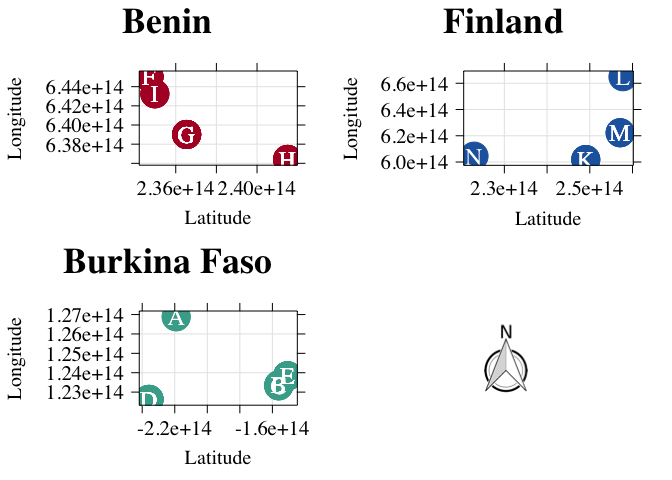 Benin
Longitude
6.44e+14
6.42e+14
6.40e+14
6.38e+14
I
G
H
2.36e+14 2.40e+14
Latitude
Finland
Longitude
6.6e+14
6.4e+14
6.2e+14
6.0e+14
L
M
N
K
2.3e+14 2.5e+14
Latitude
Burkina Faso
Longitude
1.27e+14
1.26e+14
1.25e+14
1.24e+14
1.23e+14
A
E
B
D
-2.2e+14 -1.6e+14
Latitude
N